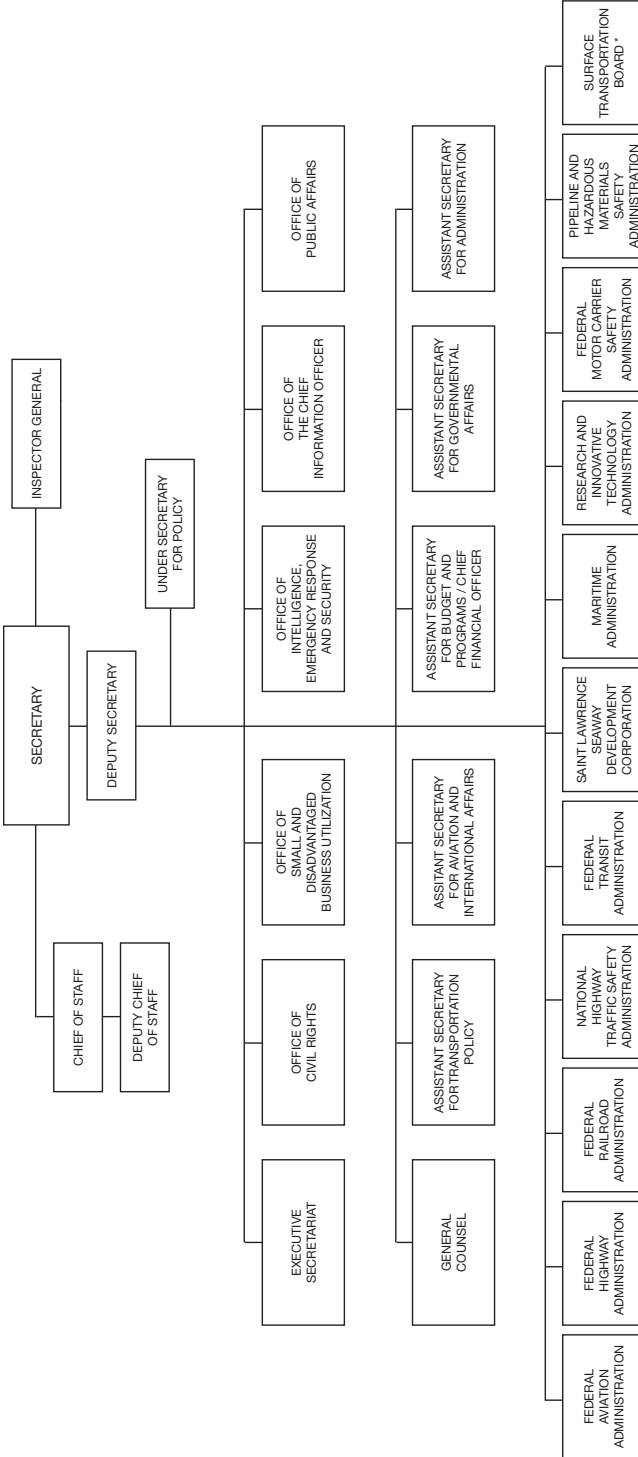 SECRETARY
INSPECTOR GENERAL
CHIEF OF STAFF
DEPUTY CHIEF
OF STAFF
DEPUTY SECRETARY
UNDER SECRETARY
FOR POLICY
EXECUTIVE
SECRETARIAT
OFFICE OF
CIVIL RIGHTS
OFFICE OF
SMALL AND
DISADVANTAGED
BUSINESS UTILIZATION
OFFICE OF
INTELLIGENCE,
EMERGENCY RESPONSE
AND SECURITY
OFFICE OF
THE CHIEF
INFORMATION OFFICER
OFFICE OF
PUBLIC AFFAIRS
GENERAL
COUNSEL
ASSISTANT SECRETARY
FOR TRANSPORTATION
POLICY
ASSITANT SECRETARY
FOR AVIATION AND
INTERNATIONAL AFFAIRS
ASSISTANT SECRETARY
FOR BUDGET AND
PROGRAMS / CHIEF
FINANCIAL OFFICER
ASSISTANT SECRETARY
FOR GOVERNMENTAL
AFFAIRS
ASSISTANT SECRETARY
FOR ADMINISTRATION
FEDERAL
AVIATION
ADMINISTRATION
FEDERAL
HIGHWAY
ADMINISTRATION
FEDERAL
RAILROAD
ADMINISTRATION
NATIONAL
HIGHWAY
TRAFFIC SAFETY
ADMINISTRATION
FEDERAL
TRANSIT
ADMINISTRATION
SAINT LAWRENCE
SEAWAY
DEVELOPMENT
CORPORATION
MARITIME
ADMINISTRATION
RESEARCH AND
INNOVATIVE
TECHNOLOGY
ADMINISTRATION
FEDERAL
MOTOR CARRIER
SAFETY
ADMINISTRATION
PIPELINE AND
HAZARDOUS
MATERIALS
SAFETY
ADMINISTRATION
SURFACE
TRANSPORTATION
BOARD *